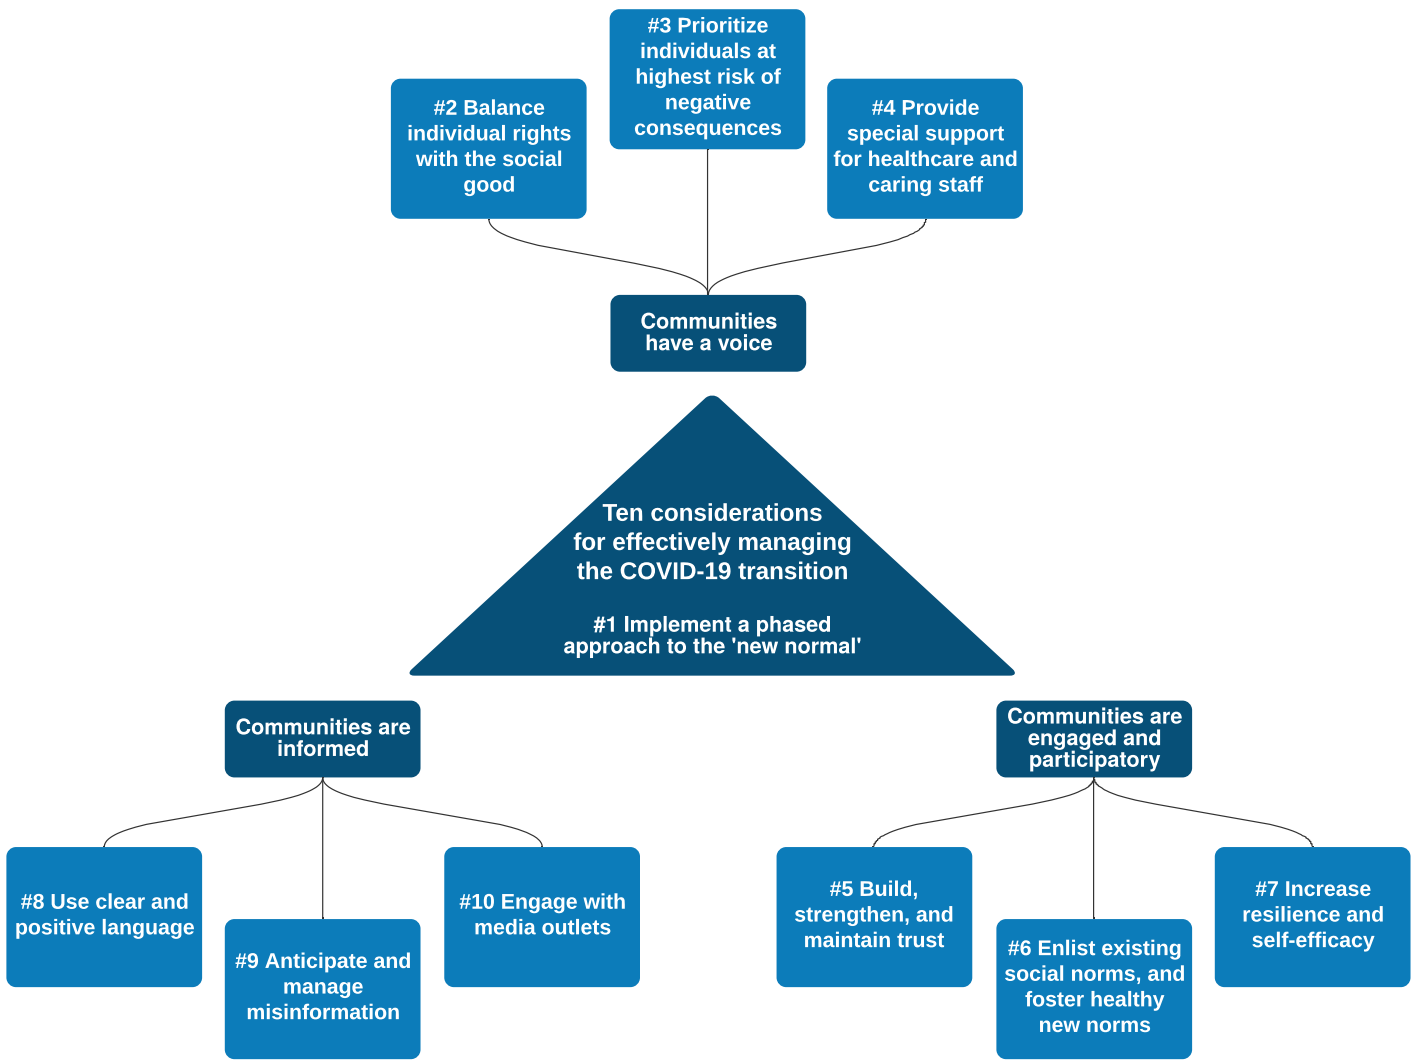 #3 Prioritize
individuals at
highest risk of
negative
consequences
#2 Balance
individual rights
with the social
good
#4 Provide
special support
for healthcare and
caring staff
Communities
have a voice
Ten considerations
for effectively managing
the COVID-19 transition
#1 Implement a phased
approach to the 'new normal'
Communities are
informed
Communities are
engaged and
participatory
#8 Use clear and
positive language
#9 Anticipate and
manage
misinformation
#10 Engage with
media outlets
#5 Build,
strengthen, and
maintain trust
#6 Enlist existing
social norms, and
foster healthy
new norms
#7 Increase
resilience and
self-efficacy